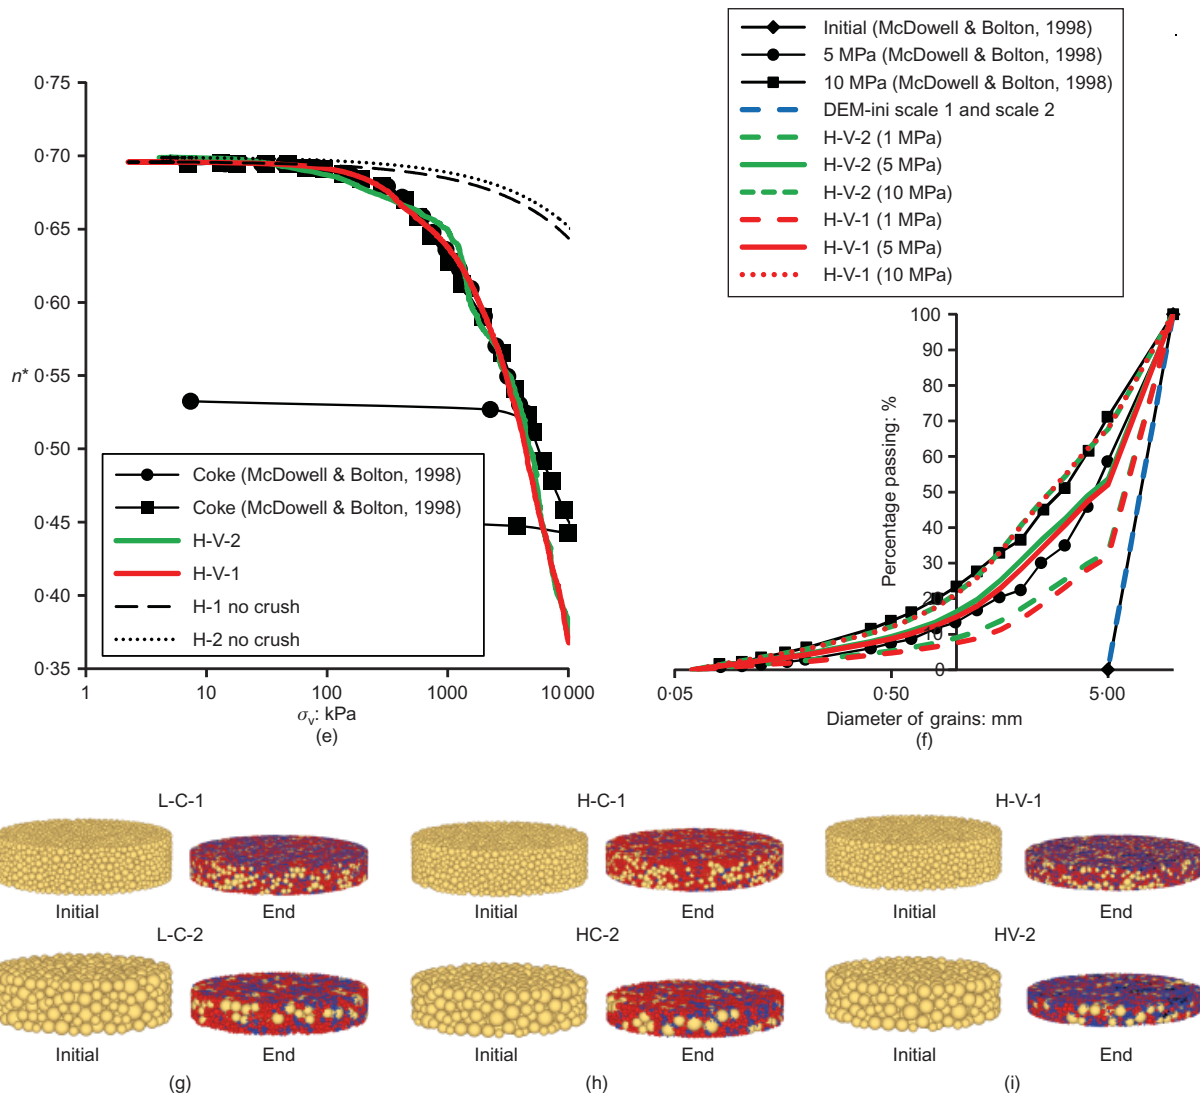 Initial (McDowell & Bolton, 1998)
5 MPa (McDowell & Bolton, 1998)
10 MPa (McDowell & Bolton, 1998)
DEM-ini scale 1 and scale 2
H-V-2 (1 MPa)
H-V-2 (5 MPa)
H-V-2 (10 MPa)
H-V-1 (1 MPa)
H-V-1 (5 MPa)
H-V-1 (10 MPa)
0·75
0·70
0·65
0·60
n* 0·55
0·50
0·45
0·40
0·35
Coke (McDowell & Bolton, 1998)
Coke (McDowell & Bolton, 1998)
H-V-2
H-V-1
H-1 no crush
H-2 no crush
1 10 100 1000 10 000
σv: kPa
(e)
100
90
80
70
60
50
40
30
20
10
0
Percentage passing: %
0·05 0·50 5·00
Diameter of grains: mm
(f)
L-C-1 H-C-1 H-V-1
Initial End Initial End Initial End
L-C-2 HC-2 HV-2
Initial End Initial End Initial End
(g) (h) (i)